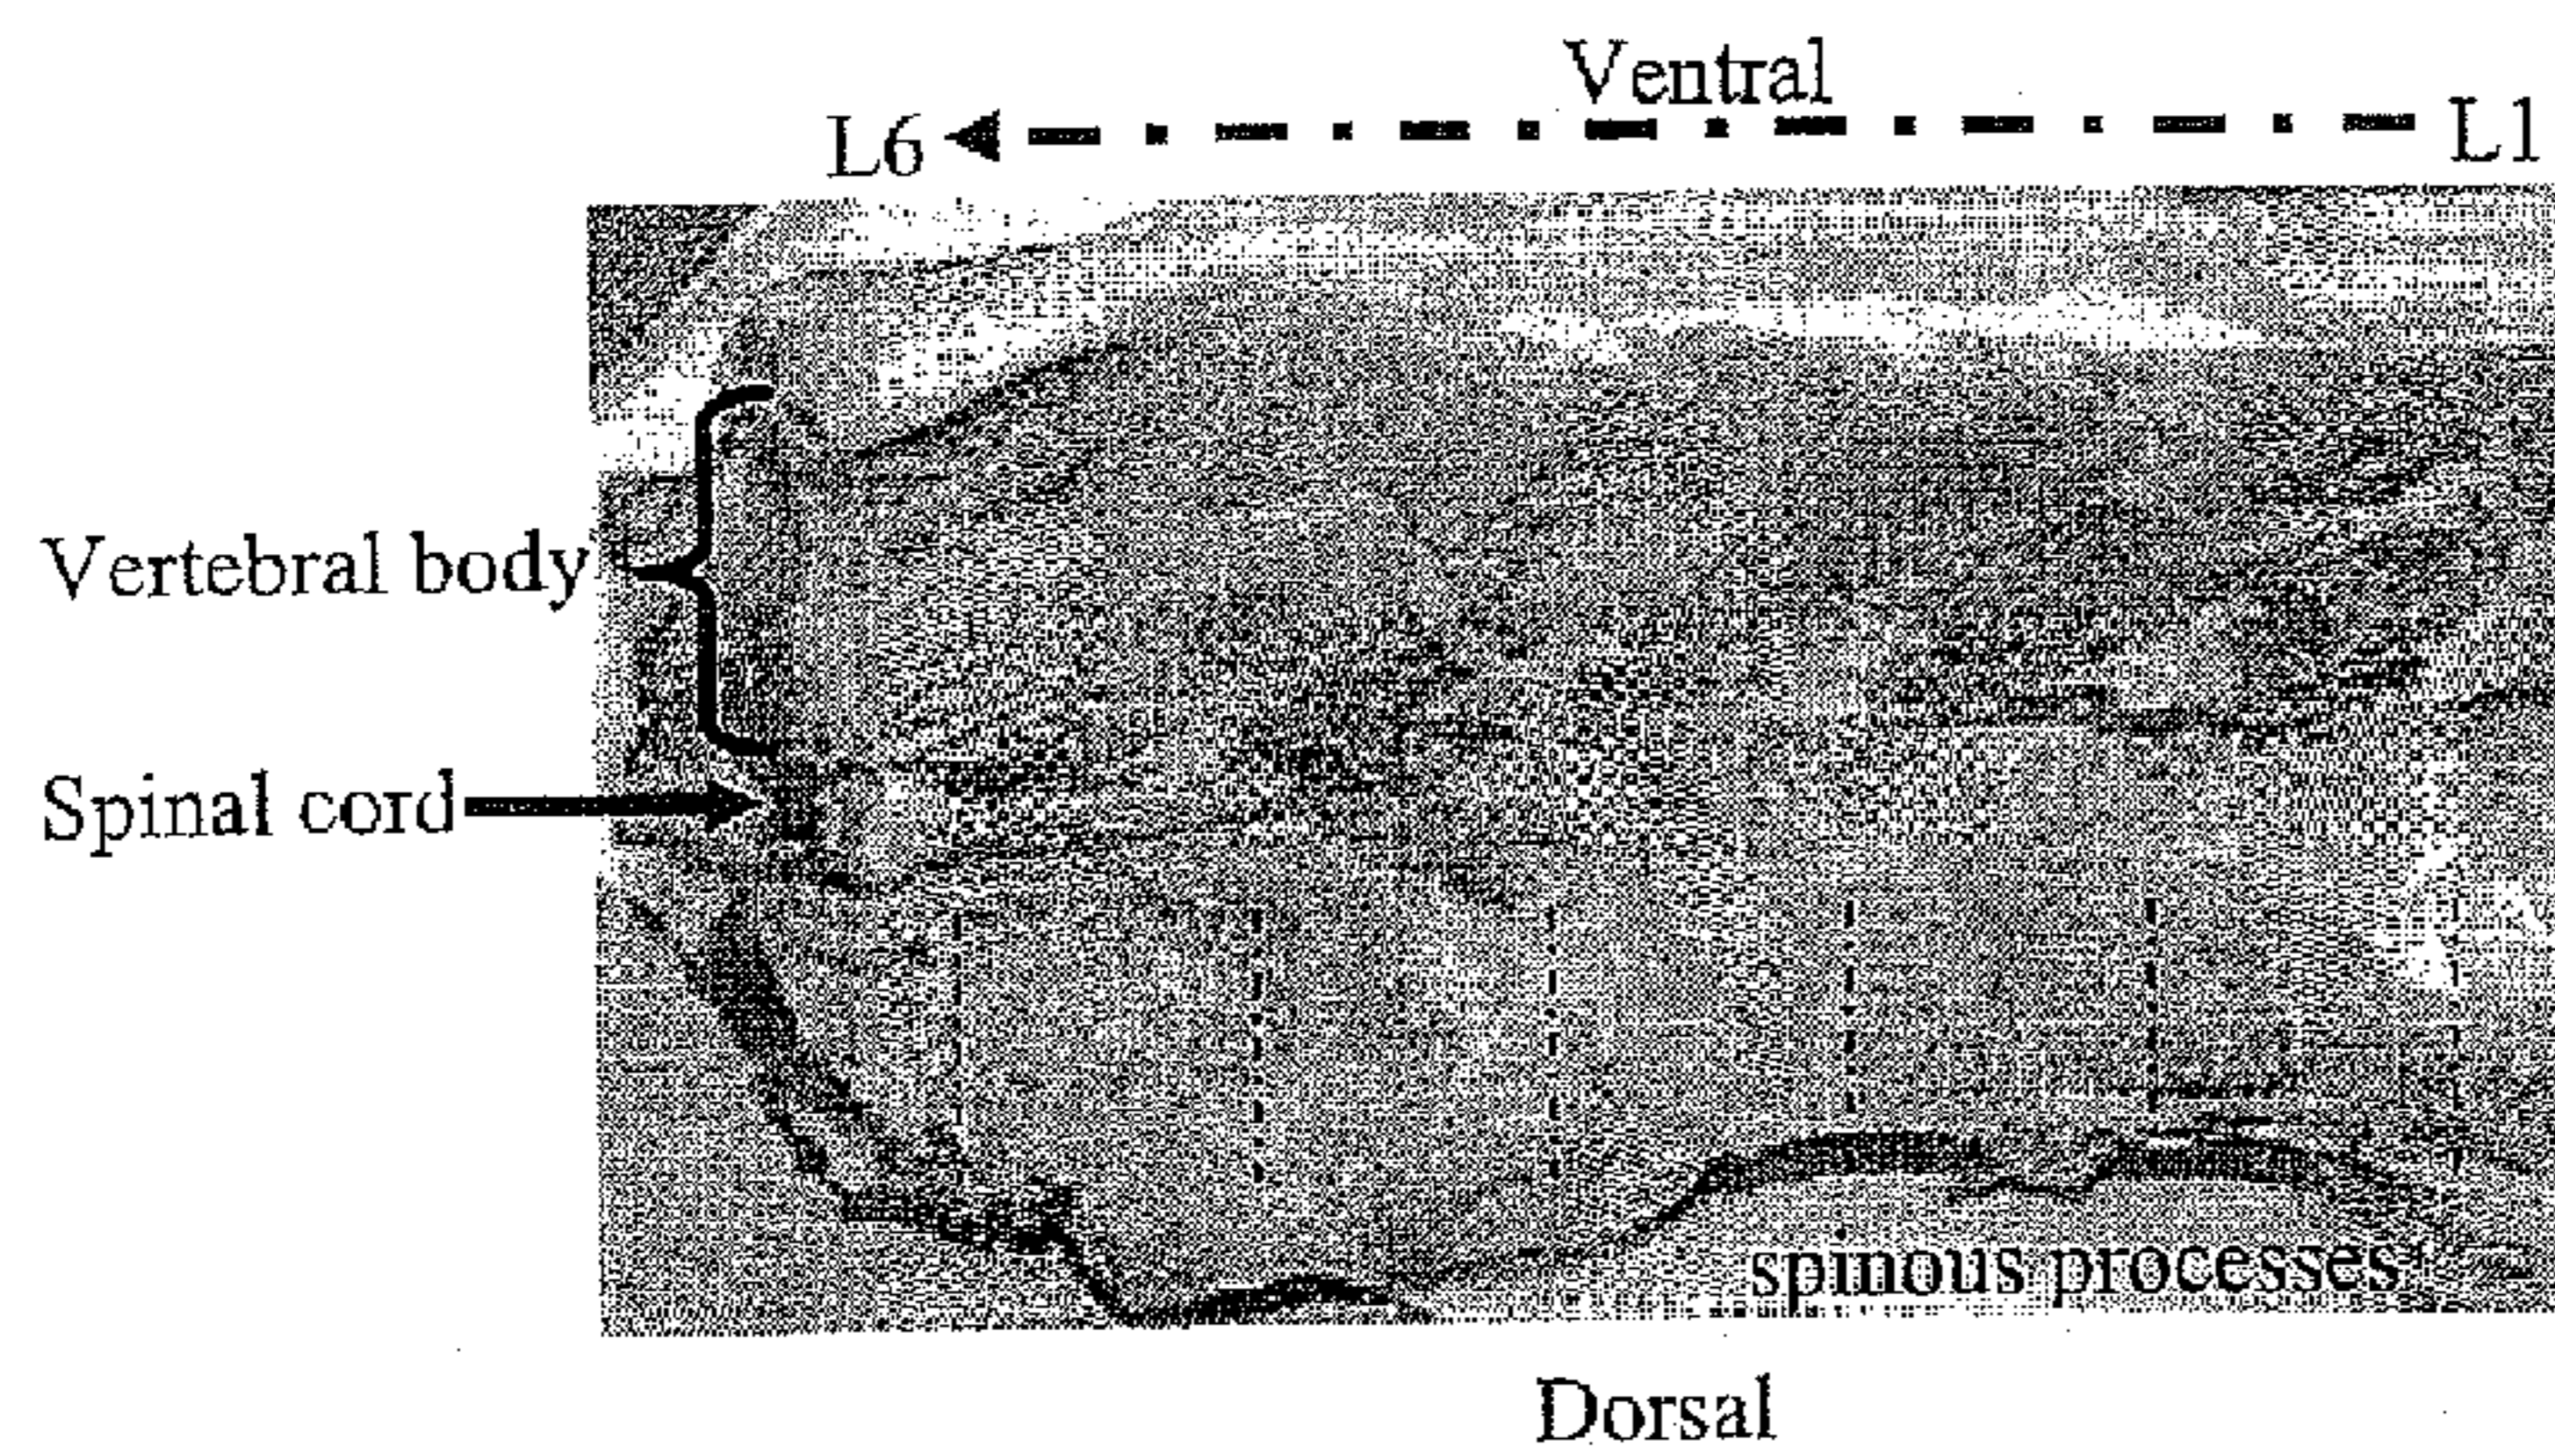 Ventral
L6 L1
Vertebral body
Spinal cord
spinous processes
Dorsal